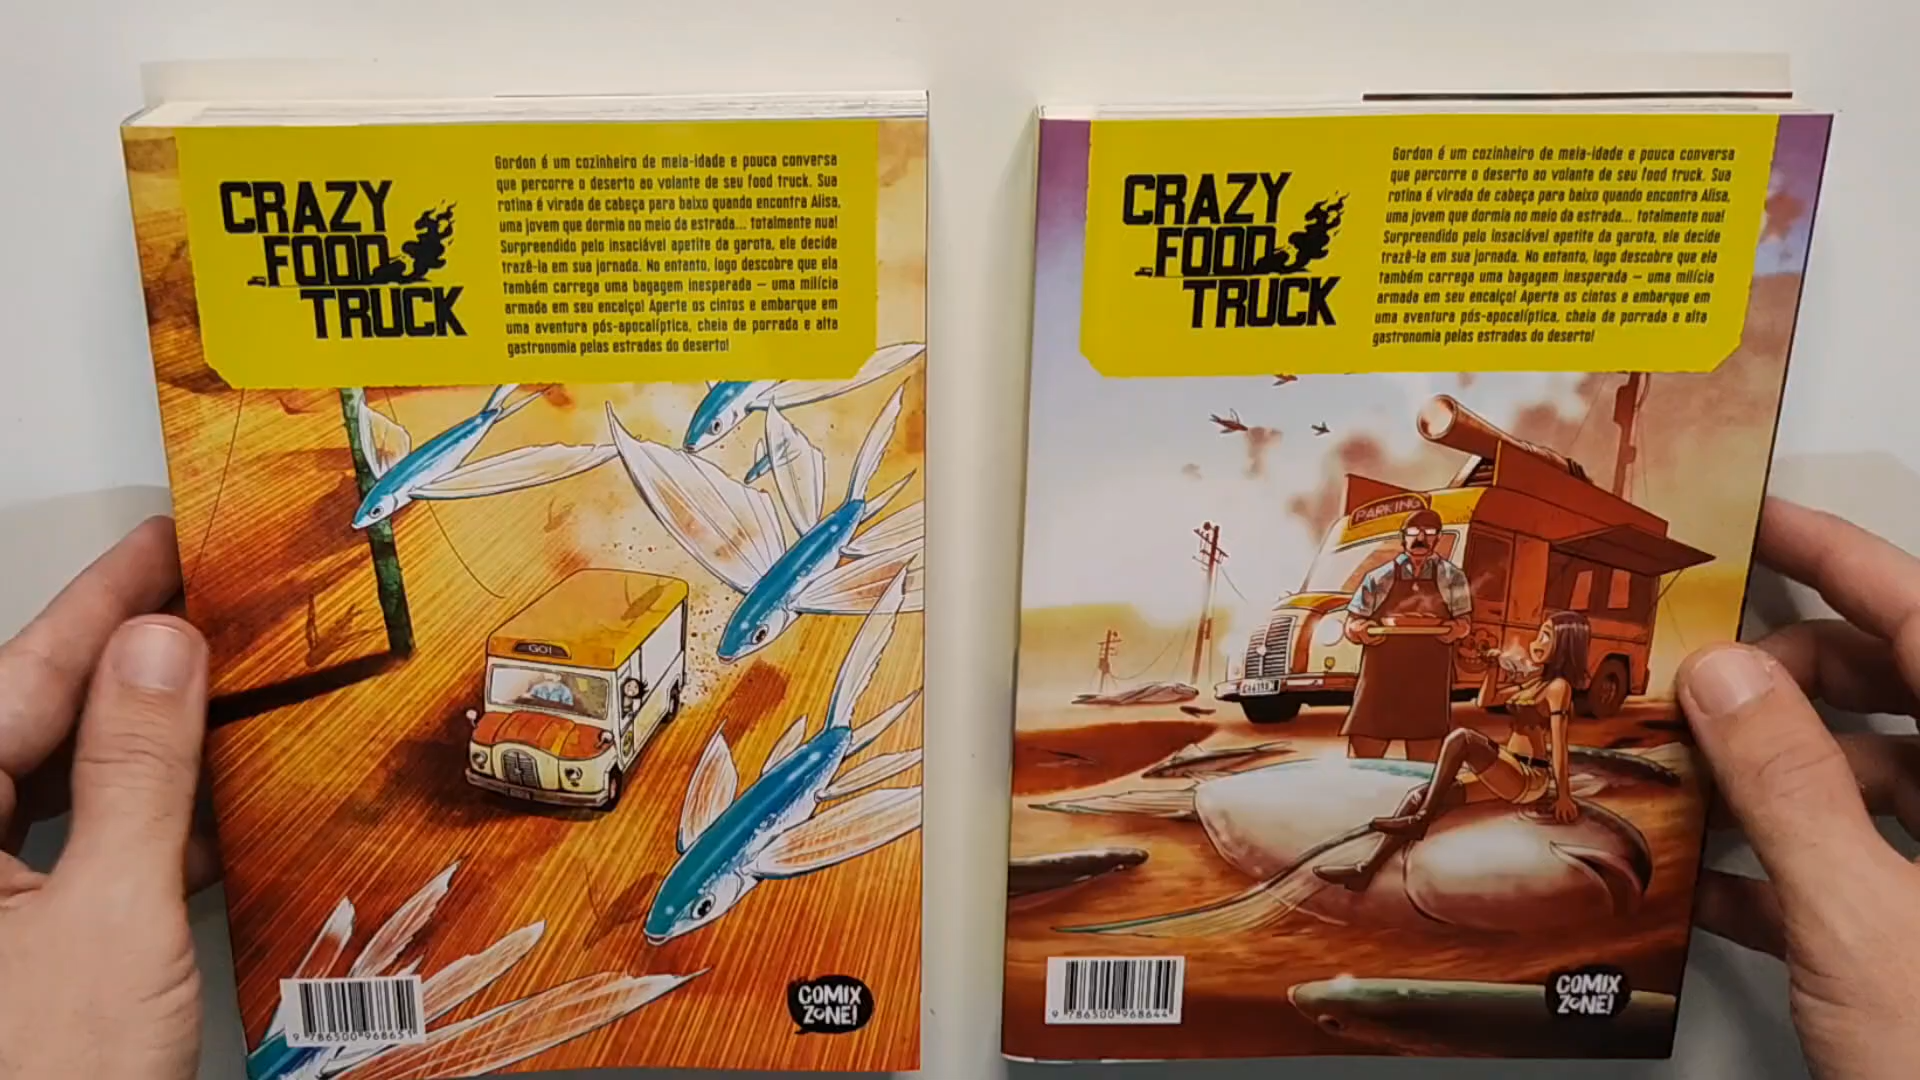 CRAZY
FOOD
TRUCK
Gordon é um cozinheiro de meia-idade e pouca conversa
que percorre o deserto ao volante de seu food truck. Sua
rotina é virada de cabeça para baixo quando encontra Alisa,
uma jovem que dormia no meio da estrada... totalmente nua!
Surpreendido pelo insaciável apetite da garota, ele decide
trazê-la em sua jornada. No entanto, logo descobre que ela
também carrega uma bagagem inesperada – uma milícia
armada em seu encalço! Aperte os cintos e embarque em
uma aventura pós-apocalíptica, cheia de porrada e alta
gastronomia pelas estradas do deserto!
GO!
9 786500 968651
COMIX
ZONE!
CRAZY
FOOD
TRUCK
Gordon é um cozinheiro de meia-idade e pouca conversa
que percorre o deserto ao volante de seu food truck. Sua
rotina é virada de cabeça para baixo quando encontra Alisa,
uma jovem que dormia no meio da estrada... totalmente nua!
Surpreendido pelo insaciável apetite da garota, ele decide
trazê-la em sua jornada. No entanto, logo descobre que ela
também carrega uma bagagem inesperada – uma milícia
armada em seu encalço! Aperte os cintos e embarque em
uma aventura pós-apocalíptica, cheia de porrada e alta
gastronomia pelas estradas do deserto!
PARKING
9 786500 968644
COMIX
ZONE!